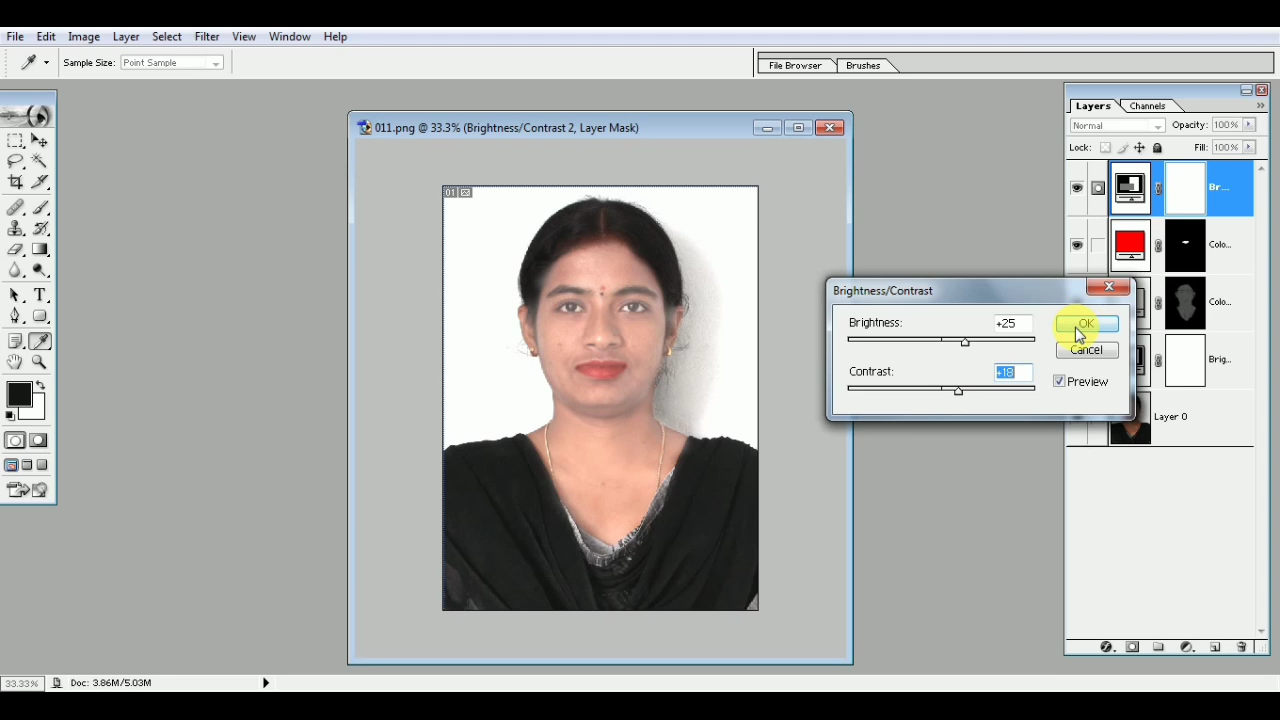 File Edit Image Layer Select Filter View Window Help
Sample Size: Point Sample
File Browser Brushes
011.png @ 33.3% (Brightness/Contrast 2, Layer Mask)
01
Layers Channels
Normal Opacity: 100%
Lock: Fill: 100%
Br...
Colo...
Brightness/Contrast
Brightness: +25 OK
Cancel
Contrast: +18
Preview
Colo...
Brig...
Layer 0
T
33.33% Doc: 3.86M/5.03M